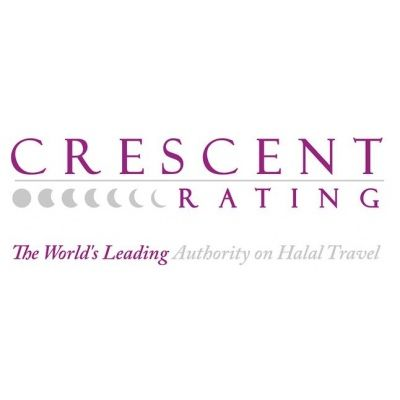 CRESCENT
RATING
The World's Leading Authority on Halal Travel